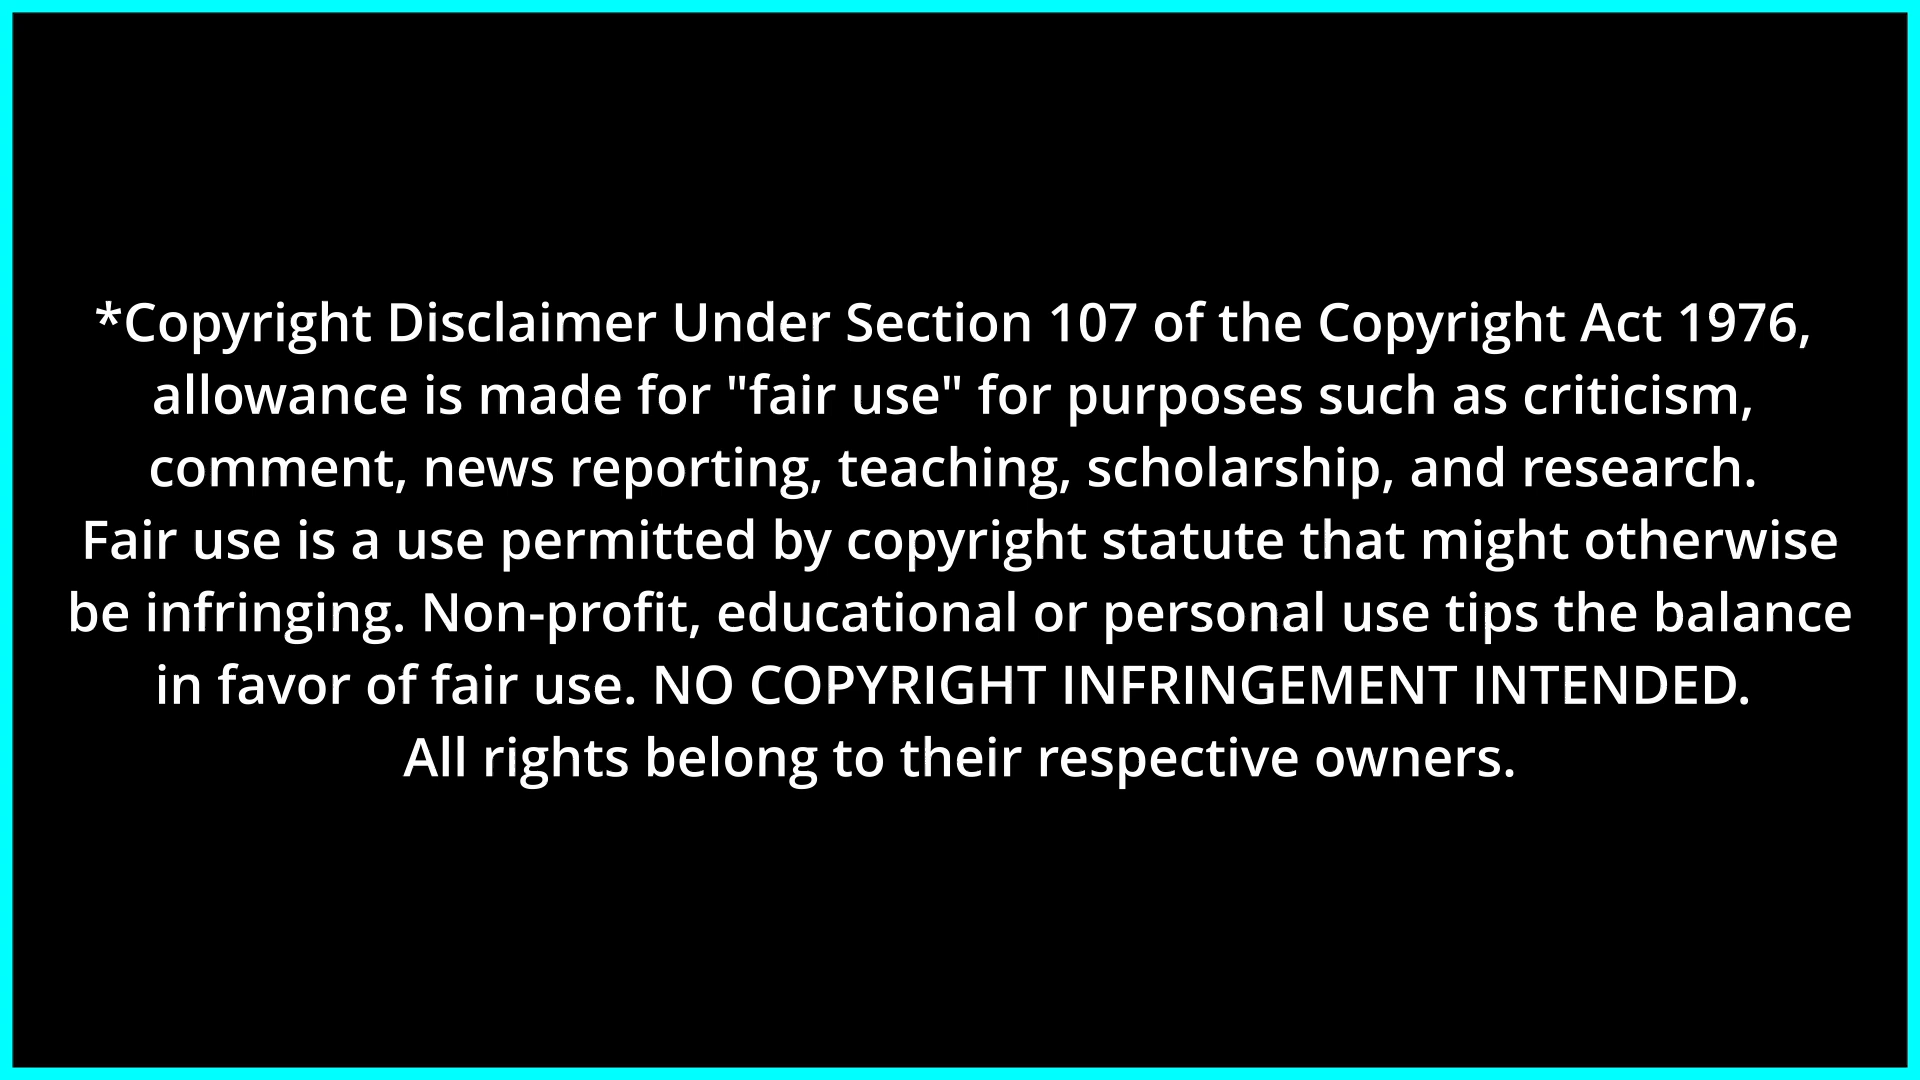 *Copyright Disclaimer Under Section 107 of the Copyright Act 1976,
allowance is made for "fair use" for purposes such as criticism,
comment, news reporting, teaching, scholarship, and research.
Fair use is a use permitted by copyright statute that might otherwise
be infringing. Non-profit, educational or personal use tips the balance
in favor of fair use. NO COPYRIGHT INFRINGEMENT INTENDED.
All rights belong to their respective owners.